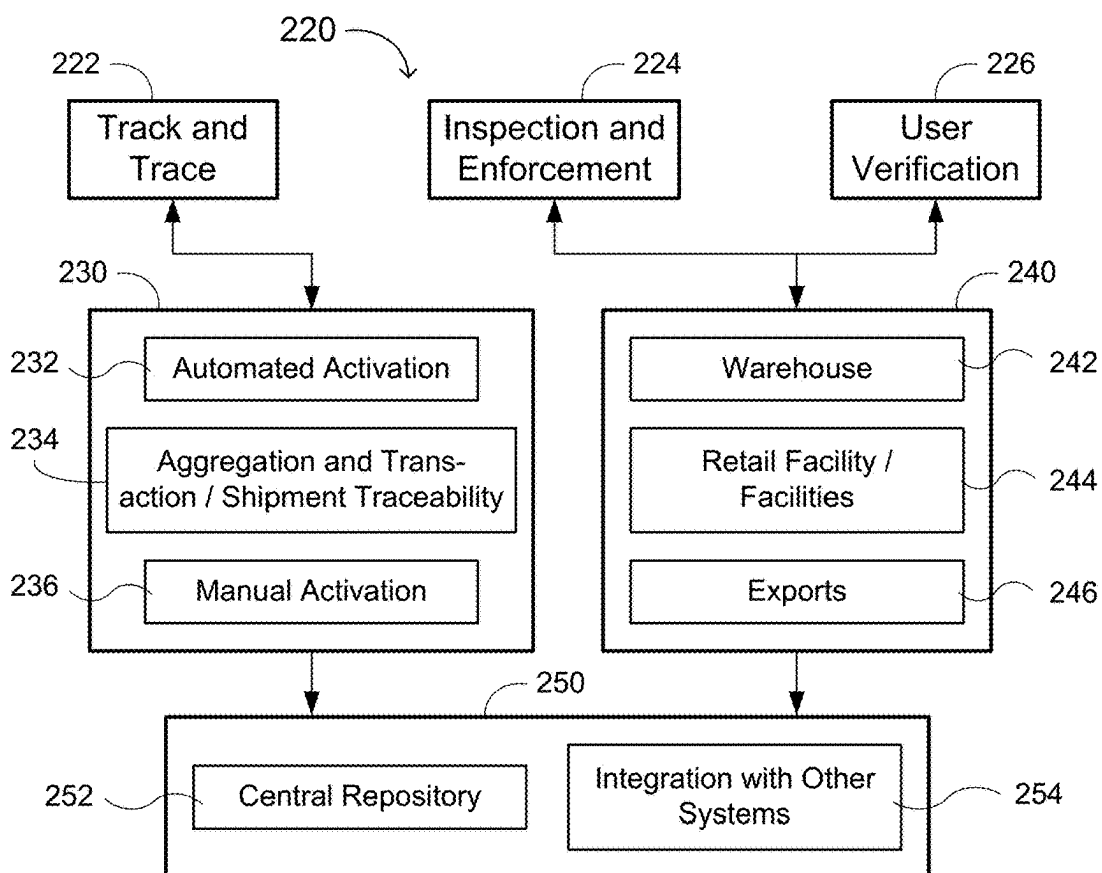 220
222
224
226
Track and
Trace
Inspection and
Enforcement
User
Verification
230
240
232
Automated Activation
Warehouse
242
234
Aggregation and Trans-
action / Shipment Traceability
Retail Facility /
Facilities
244
236
Manual Activation
Exports
246
250
252
Central Repository
Integration with Other
Systems
254